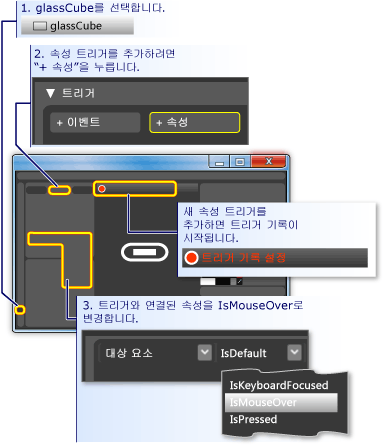 1. glassCube를 선택합니다.
glassCube
2. 속성 트리거를 추가하려면
“+ 속성”을 누릅니다.
▼ 트리거
+ 이벤트
+ 속성
새 속성 트리거를
추가하면 트리거 기록이
시작됩니다.
트리거 기록 설정
3. 트리거와 연결된 속성을 IsMouseOver로
변경합니다.
대상 요소
IsDefault
IsKeyboardFocused
IsMouseOver
IsPressed